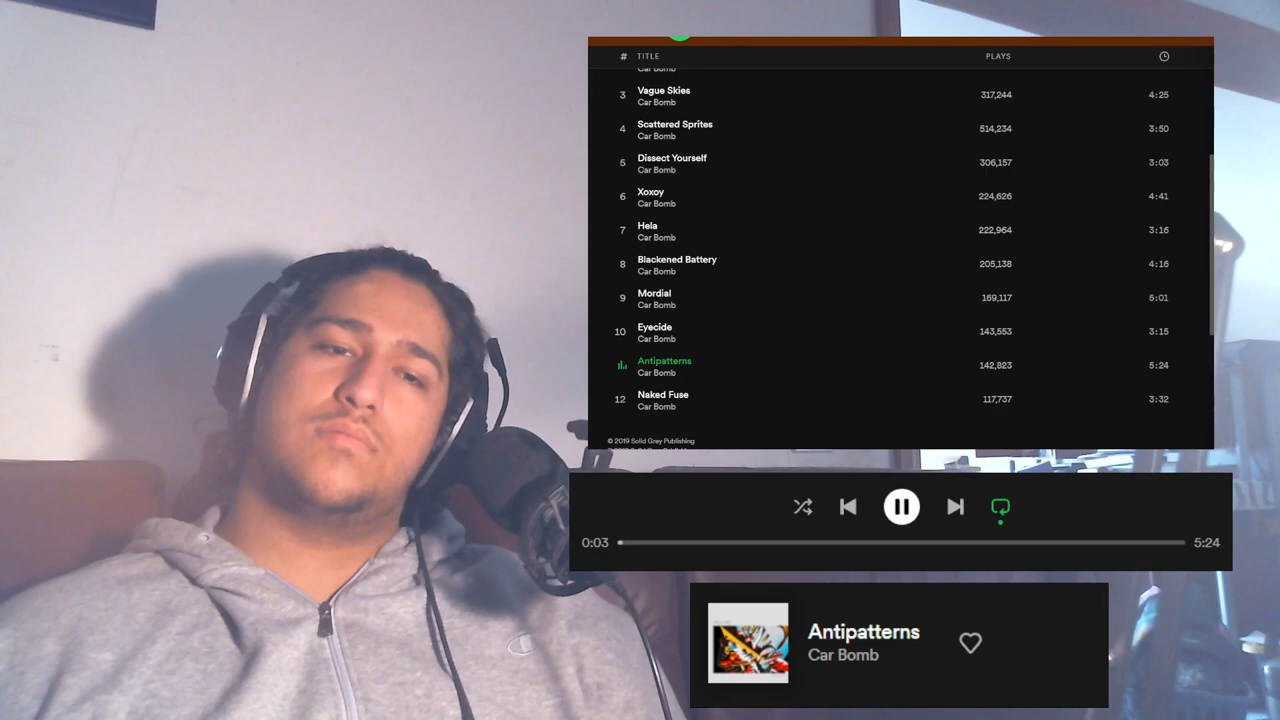 # TITLE PLAYS
Car Bomb
3 Vague Skies 317,244 4:25
Car Bomb
4 Scattered Sprites 514,234 3:50
Car Bomb
5 Dissect Yourself 306,157 3:03
Car Bomb
6 Xoxoy 224,626 4:41
Car Bomb
7 Hela 222,964 3:16
Car Bomb
8 Blackened Battery 205,138 4:16
Car Bomb
9 Mordial 169,117 5:01
Car Bomb
10 Eyecide 143,553 3:15
Car Bomb
Antipatterns 142,823 5:24
Car Bomb
12 Naked Fuse 117,737 3:32
Car Bomb
© 2019 Solid Grey Publishing
0:03 5:24
Antipatterns
Car Bomb